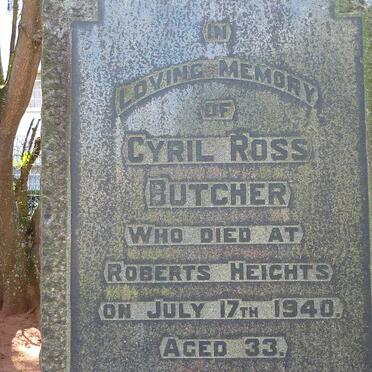 IN
LOVING MEMORY
OF
CYRIL ROSS
BUTCHER
WHO DIED AT
ROBERTS HEIGHTS
ON JULY 17TH 1940.
AGED 33.